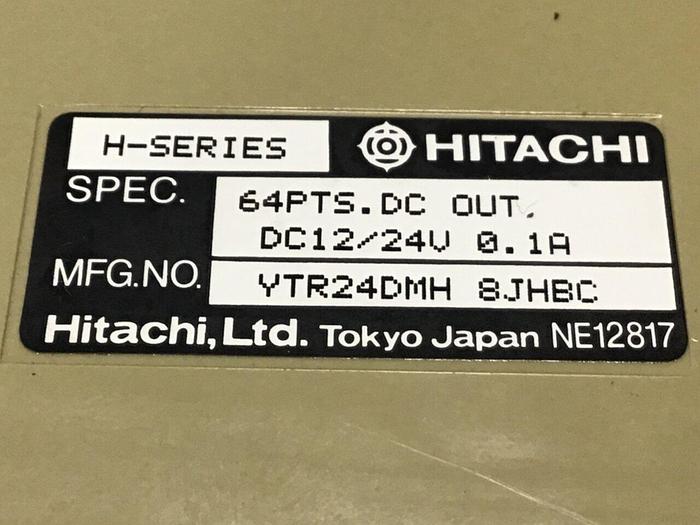 H-SERIES HITACHI
SPEC. 64PTS.DC OUT.
DC12/24V 0.1A
MFG.NO. YTR24DMH 8JHBC
Hitachi,Ltd. Tokyo Japan NE12817